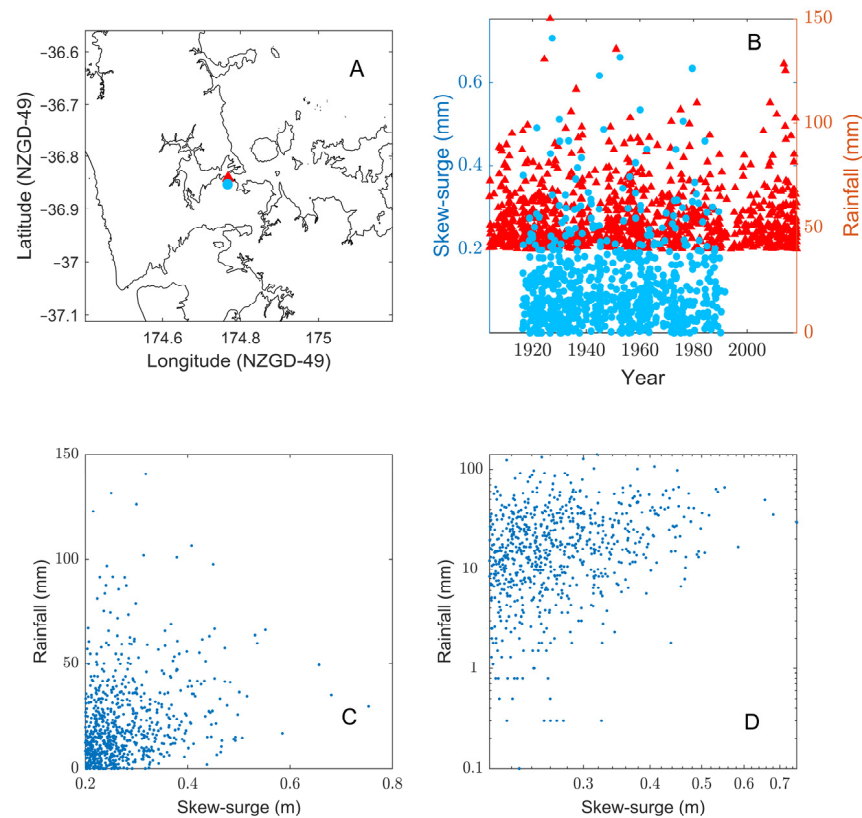 A
−36.6
−36.7
−36.8
−36.9
−37
−37.1
Latitude (NZGD-49)
174.6
174.8
175
Longitude (NZGD-49)
B
0.6
0.4
0.2
Skew-surge (mm)
150
100
50
0
Rainfall (mm)
1920
1940
1960
1980
2000
Year
C
150
100
50
0
Rainfall (mm)
0.2
0.4
0.6
0.8
Skew-surge (m)
D
100
10
1
0.1
Rainfall (mm)
0.3
0.4
0.5
0.6
0.7
Skew-surge (m)